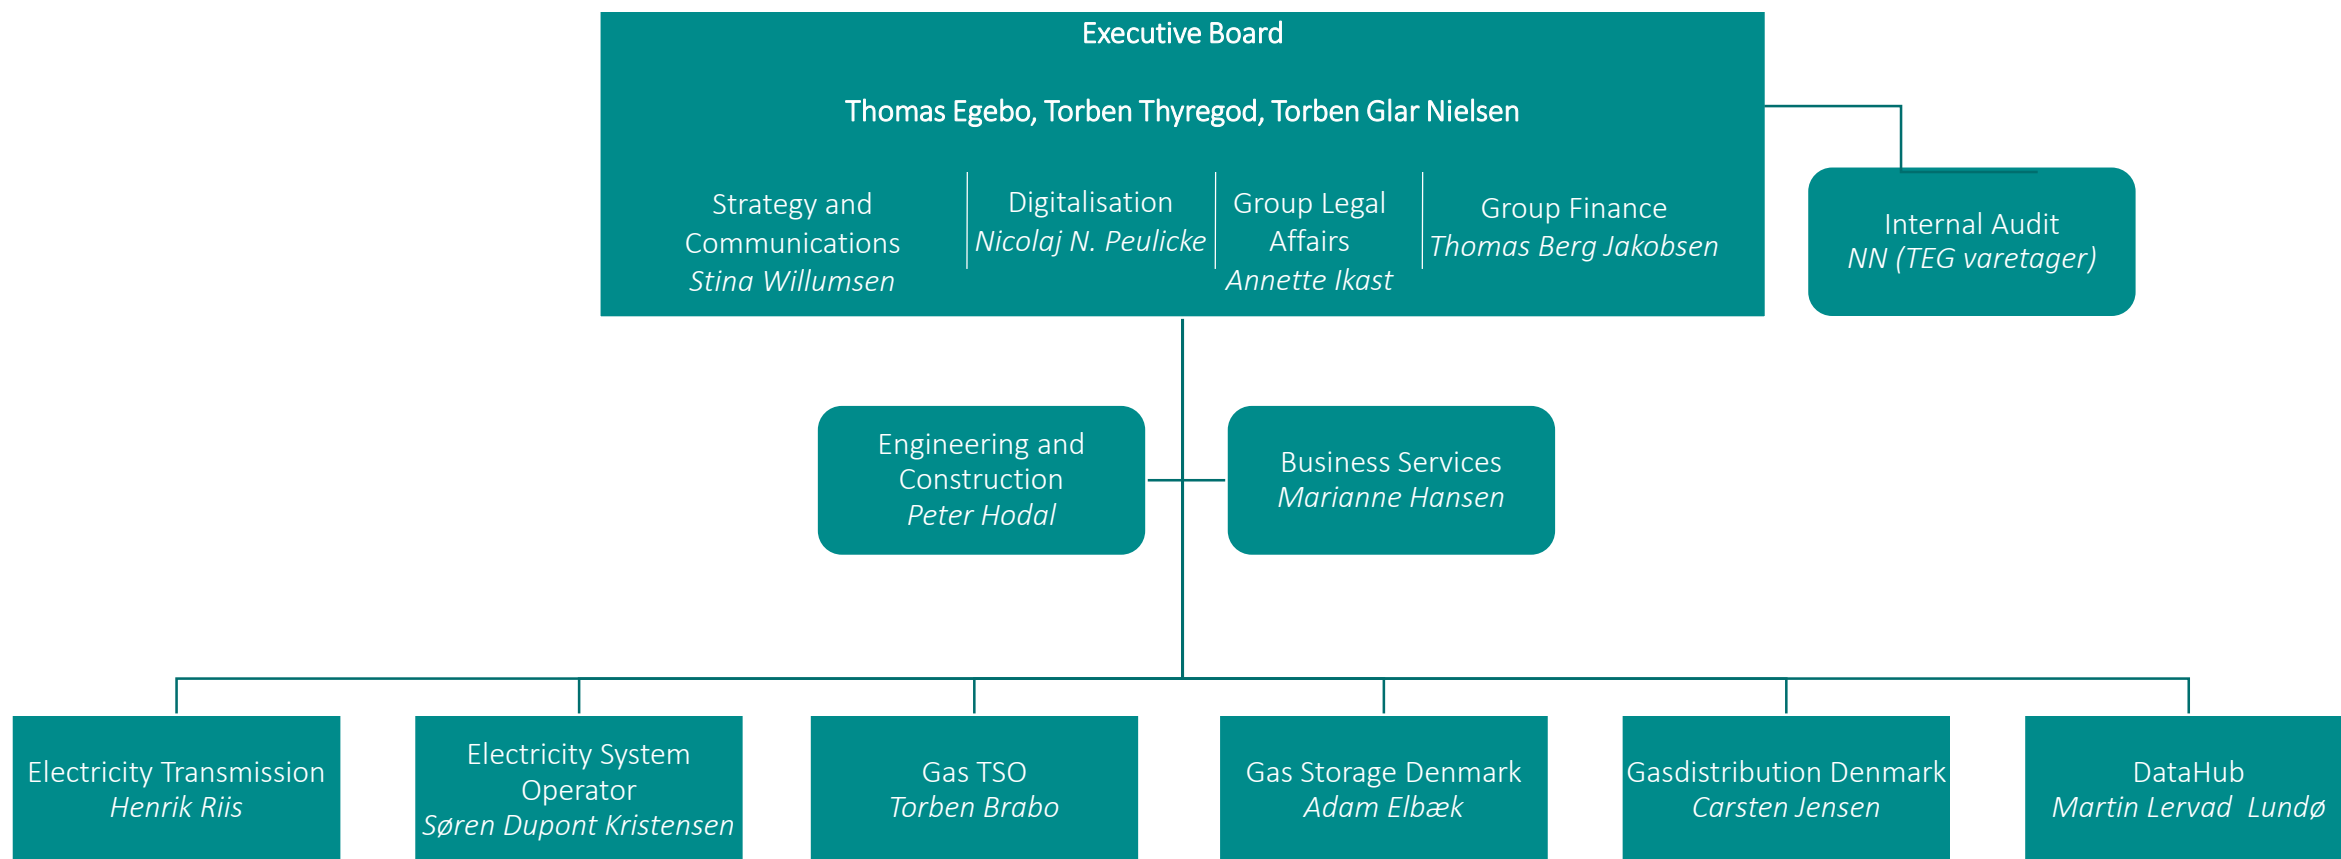 Executive Board
Thomas Egebo, Torben Thyregod, Torben Glar Nielsen
Strategy and
Communications
Stina Willumsen
Digitalisation
Nicolaj N. Peulicke
Group Legal
Affairs
Annette Ikast
Group Finance
Thomas Berg Jakobsen
Internal Audit
NN (TEG varetager)
Engineering and
Construction
Peter Hodal
Business Services
Marianne Hansen
Electricity Transmission
Henrik Riis
Electricity System
Operator
Søren Dupont Kristensen
Gas TSO
Torben Brabo
Gas Storage Denmark
Adam Elbæk
Gasdistribution Denmark
Carsten Jensen
DataHub
Martin Lervad  Lundø